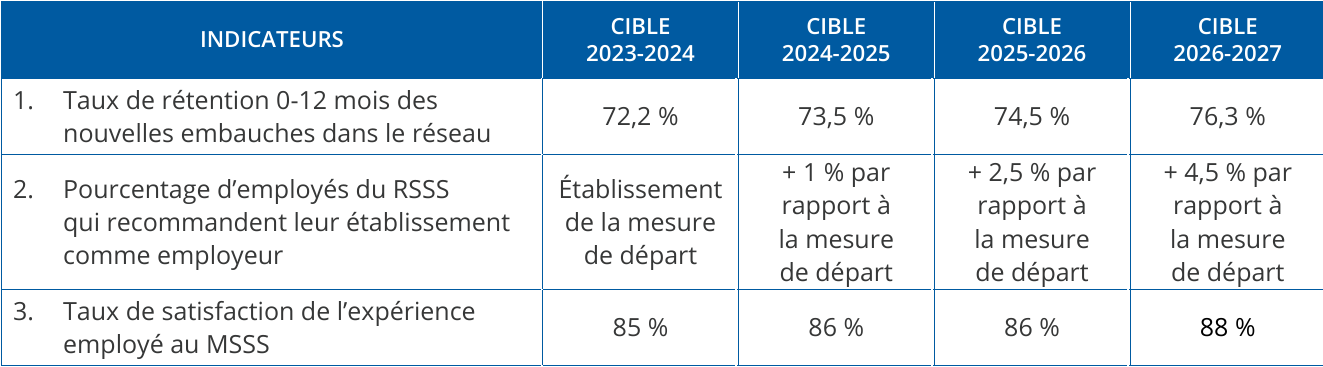 INDICATEURS
CIBLE
2023-2024
CIBLE
2024-2025
CIBLE
2025-2026
CIBLE
2026-2027
1. Taux de rétention 0-12 mois des
nouvelles embauches dans le réseau
72,2 %
73,5 %
74,5 %
76,3 %
2. Pourcentage d’employés du RSSS
qui recommandent leur établissement
comme employeur
Établissement
de la mesure
de départ
+ 1 % par
rapport à
la mesure
de départ
+ 2,5 % par
rapport à
la mesure
de départ
+ 4,5 % par
rapport à
la mesure
de départ
3. Taux de satisfaction de l’expérience
employé au MSSS
85 %
86 %
86 %
88 %